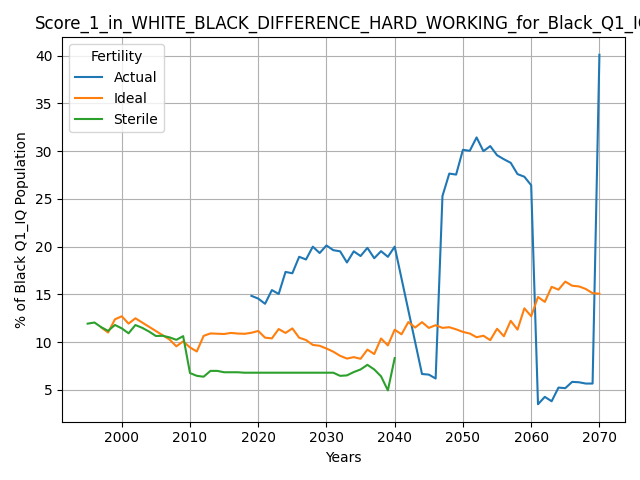 Score_1_in_WHITE_BLACK_DIFFERENCE_HARD_WORKING_for_Black_Q1_I
Fertility
Actual
Ideal
Sterile
% of Black Q1_IQ Population
40
35
30
25
20
15
10
5
2000 2010 2020 2030 2040 2050 2060 2070
Years